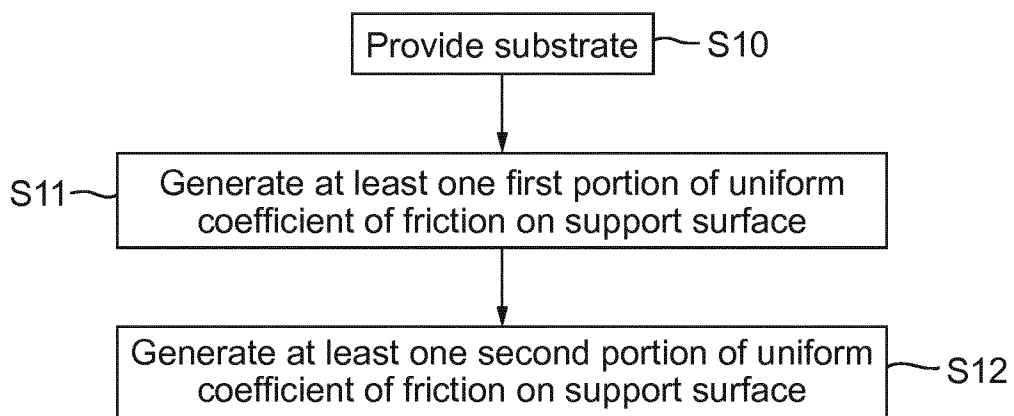 Provide substrate
S10
S11
Generate at least one first portion of uniform
coefficient of friction on support surface
Generate at least one second portion of uniform
coefficient of friction on support surface
S12